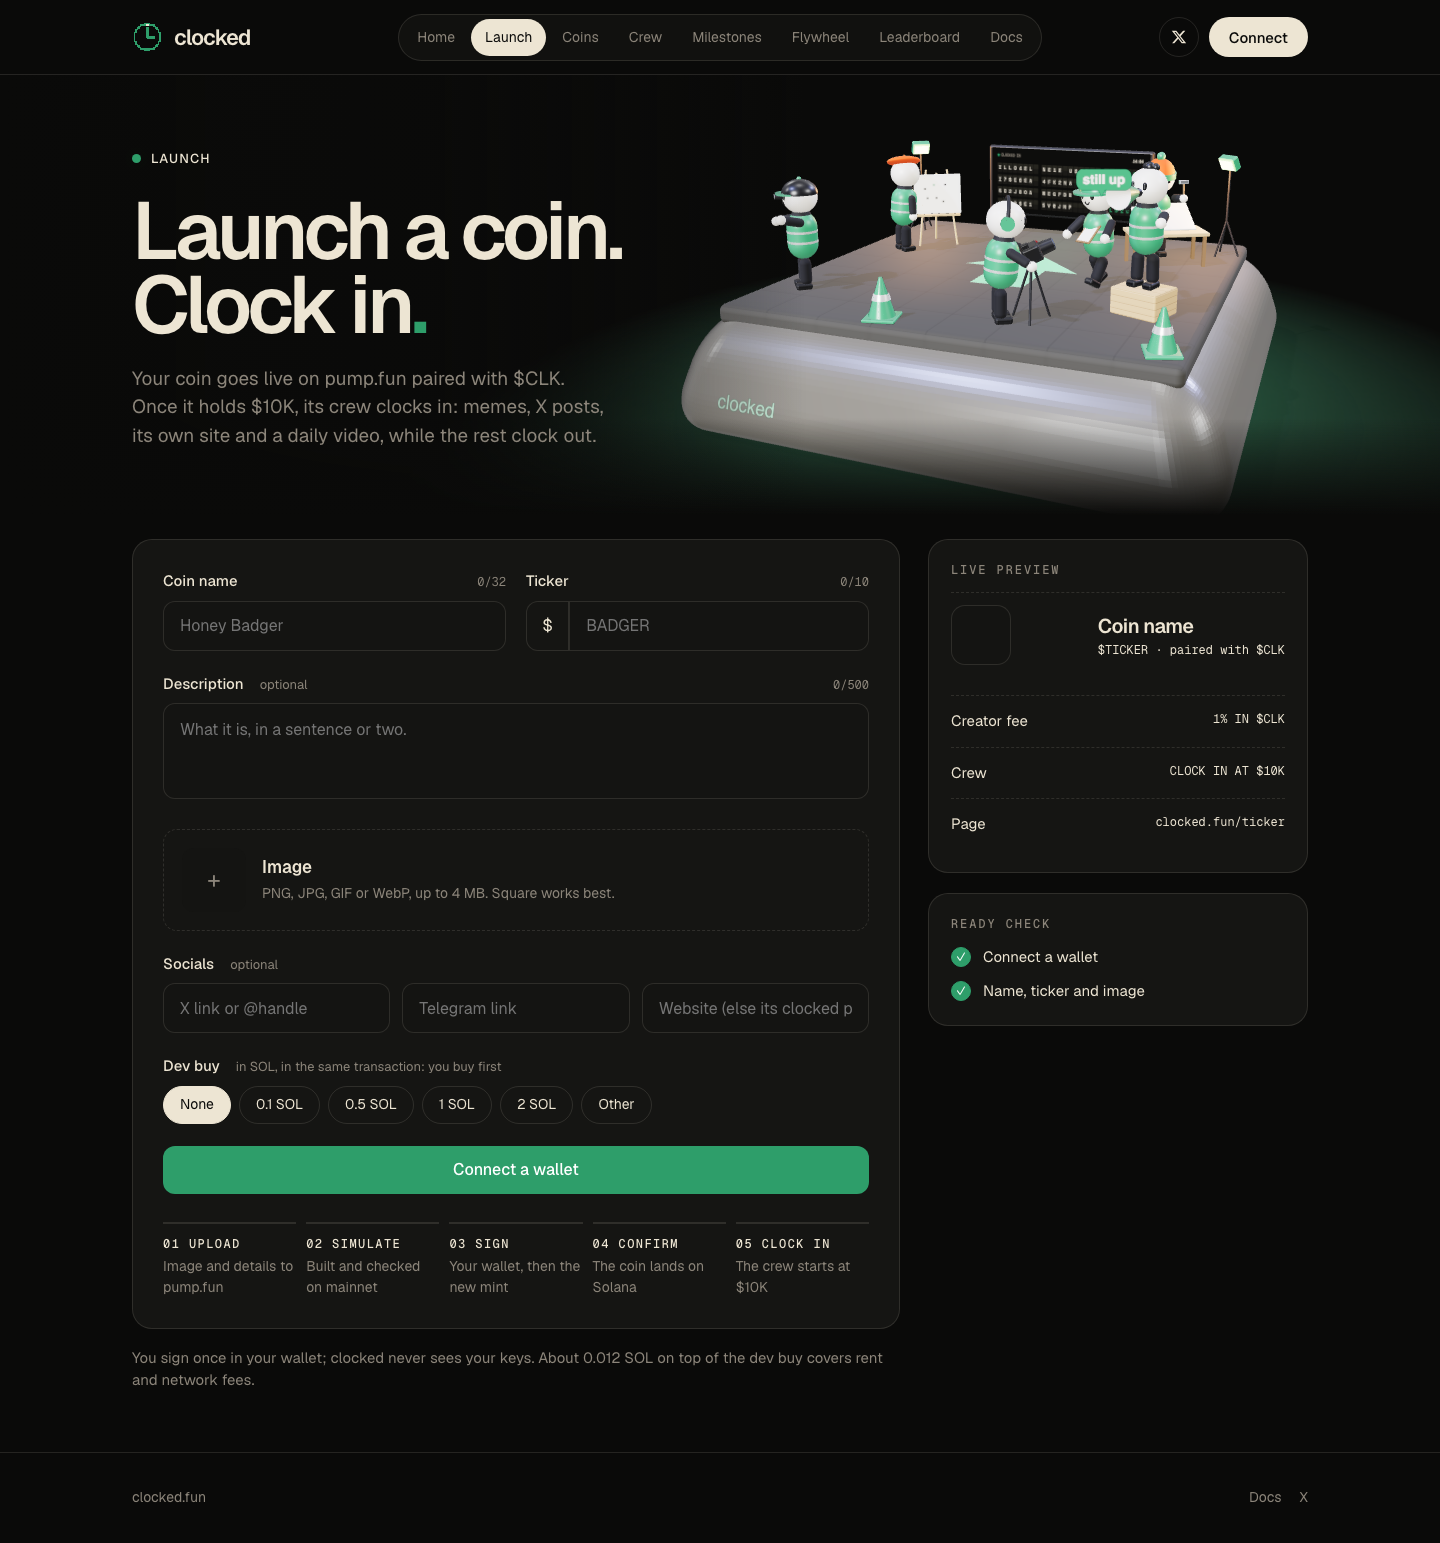 clocked
Home
Launch
Coins
Crew
Milestones
Flywheel
Leaderboard
Docs
X
Connect
LAUNCH
Launch a coin.
Clock in.
Your coin goes live on pump.fun paired with $CLK.
Once it holds $10K, its crew clocks in: memes, X posts,
its own site and a daily video, while the rest clock out.
still up
clocked
Coin name
0/32
Ticker
0/10
Honey Badger
$
BADGER
Description optional
0/500
What it is, in a sentence or two.
+
Image
PNG, JPG, GIF or WebP, up to 4 MB. Square works best.
Socials optional
X link or @handle
Telegram link
Website (else its clocked p
Dev buy in SOL, in the same transaction: you buy first
None
0.1 SOL
0.5 SOL
1 SOL
2 SOL
Other
Connect a wallet
01 UPLOAD
Image and details to
pump.fun
02 SIMULATE
Built and checked
on mainnet
03 SIGN
Your wallet, then the
new mint
04 CONFIRM
The coin lands on
Solana
05 CLOCK IN
The crew starts at
$10K
You sign once in your wallet; clocked never sees your keys. About 0.012 SOL on top of the dev buy covers rent
and network fees.
LIVE PREVIEW
Coin name
$TICKER · paired with $CLK
Creator fee
1% IN $CLK
Crew
CLOCK IN AT $10K
Page
clocked.fun/ticker
READY CHECK
Connect a wallet
Name, ticker and image
clocked.fun
Docs
X